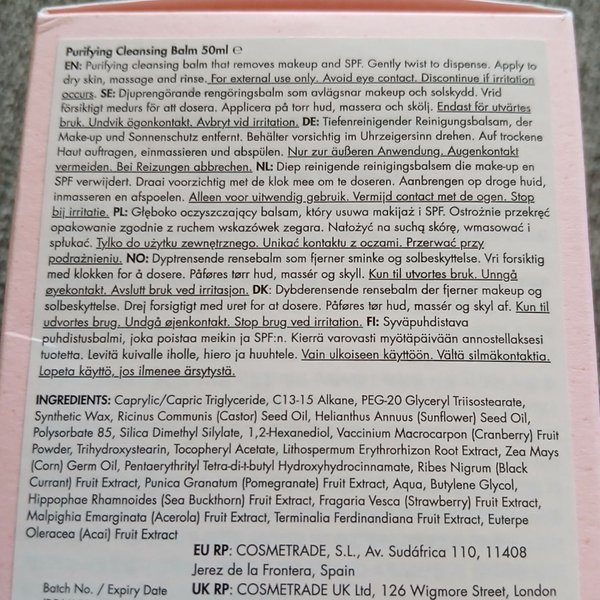 Purifying Cleansing Balm 50ml ℮
EN: Purifying cleansing balm that removes makeup and SPF. Gently twist to dispense. Apply to
dry skin, massage and rinse. For external use only. Avoid eye contact. Discontinue if irritation
occurs. SE: Djuprengörande rengöringsbalm som avlägsnar makeup och solskydd. Vrid
försiktigt medurs för att dosera. Applicera på torr hud, massera och skölj. Endast för utvärtes
bruk. Undvik ögonkontakt. Avbryt vid irritation. DE: Tiefenreinigender Reinigungsbalsam, der
Make-up und Sonnenschutz entfernt. Behälter vorsichtig im Uhrzeigersinn drehen. Auf trockene
Haut auftragen, einmassieren und abspülen. Nur zur äußeren Anwendung. Augenkontakt
vermeiden. Bei Reizungen abbrechen. NL: Diep reinigende reinigingsbalsem die make-up en
SPF verwijdert. Draai voorzichtig met de klok mee om te doseren. Aanbrengen op droge huid,
inmasseren en afspoelen. Alleen voor uitwendig gebruik. Vermijd contact met de ogen. Stop
bij irritatie. PL: Głęboko oczyszczający balsam, który usuwa makijaż i SPF. Ostrożnie przekręć
opakowanie zgodnie z ruchem wskazówek zegara. Nałożyć na suchą skórę, wmasować i
spłukać. Tylko do użytku zewnętrznego. Unikać kontaktu z oczami. Przerwać przy
podrażnieniu. NO: Dyptrensende rensebalm som fjerner sminke og solbeskyttelse. Vri forsiktig
med klokken for å dosere. Påføres tørr hud, massér og skyll. Kun til utvortes bruk. Unngå
øyekontakt. Avslutt bruk ved irritasjon. DK: Dybderensende rensebalm der fjerner makeup og
solbeskyttelse. Drej forsigtigt med uret for at dosere. Påføres tør hud, massér og skyl af. Kun til
udvortes brug. Undgå øjenkontakt. Stop brug ved irritation. FI: Syväpuhdistava
puhdistusbalmi, joka poistaa meikin ja SPF:n. Kierrä varovasti myötäpäivään annostellaksesi
tuotetta. Levitä kuivalle iholle, hiero ja huuhtele. Vain ulkoiseen käyttöön. Vältä silmäkontaktia.
Lopeta käyttö, jos ilmenee ärsytystä.
INGREDIENTS: Caprylic/Capric Triglyceride, C13-15 Alkane, PEG-20 Glyceryl Triisostearate,
Synthetic Wax, Ricinus Communis (Castor) Seed Oil, Helianthus Annuus (Sunflower) Seed Oil,
Polysorbate 85, Silica Dimethyl Silylate, 1,2-Hexanediol, Vaccinium Macrocarpon (Cranberry) Fruit
Powder, Trihydroxystearin, Tocopheryl Acetate, Lithospermum Erythrorhizon Root Extract, Zea Mays
(Corn) Germ Oil, Pentaerythrityl Tetra-di-t-butyl Hydroxyhydrocinnamate, Ribes Nigrum (Black
Currant) Fruit Extract, Punica Granatum (Pomegranate) Fruit Extract, Aqua, Butylene Glycol,
Hippophae Rhamnoides (Sea Buckthorn) Fruit Extract, Fragaria Vesca (Strawberry) Fruit Extract,
Malpighia Emarginata (Acerola) Fruit Extract, Terminalia Ferdinandiana Fruit Extract, Euterpe
Oleracea (Acai) Fruit Extract
EU RP: COSMETRADE, S.L., Av. Sudáfrica 110, 11408
Jerez de la Frontera, Spain
Batch No. / Expiry Date
UK RP: COSMETRADE UK Ltd, 126 Wigmore Street, London